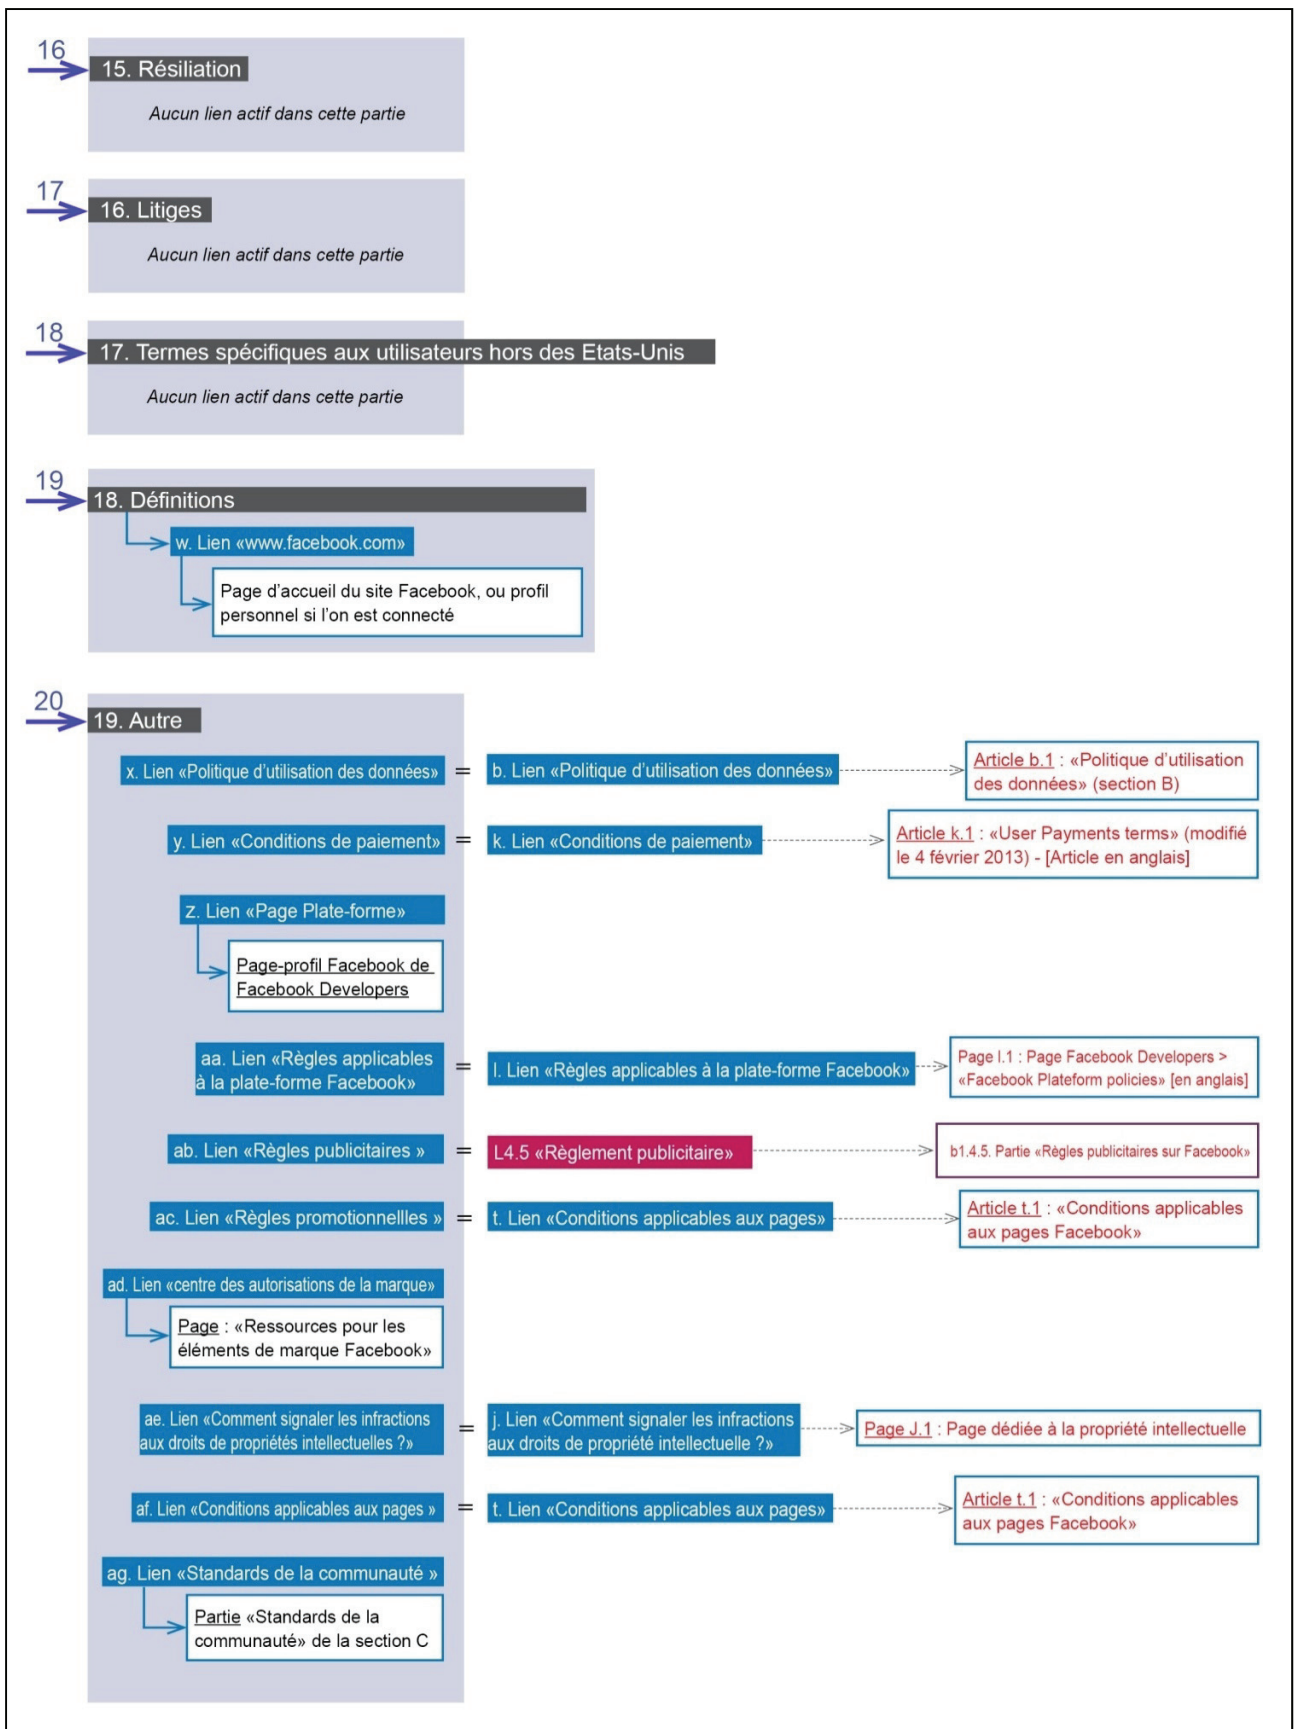 16
15. Résiliation
Aucun lien actif dans cette partie
17
16. Litiges
Aucun lien actif dans cette partie
18
17. Termes spécifiques aux utilisateurs hors des Etats-Unis
Aucun lien actif dans cette partie
19
18. Définitions
w. Lien «www.facebook.com»
Page d’accueil du site Facebook, ou profil
personnel si l’on est connecté
20
19. Autre
x. Lien «Politique d’utilisation des données» = b. Lien «Politique d’utilisation des données»
Article b.1 : «Politique d’utilisation
des données» (section B)
y. Lien «Conditions de paiement» = k. Lien «Conditions de paiement»
Article k.1 : «User Payments terms» (modifié
le 4 février 2013) - [Article en anglais]
z. Lien «Page Plate-forme»
Page-profil Facebook de
Facebook Developers
aa. Lien «Règles applicables
à la plate-forme Facebook»
= l. Lien «Règles applicables à la plate-forme Facebook»
Page l.1 : Page Facebook Developers >
«Facebook Plateform policies» [en anglais]
ab. Lien «Règles publicitaires » = L4.5 «Règlement publicitaire»
b1.4.5. Partie «Règles publicitaires sur Facebook»
ac. Lien «Règles promotionnellles » = t. Lien «Conditions applicables aux pages»
Article t.1 : «Conditions applicables
aux pages Facebook»
ad. Lien «centre des autorisations de la marque»
Page : «Ressources pour les
éléments de marque Facebook»
ae. Lien «Comment signaler les infractions
aux droits de propriétés intellectuelles ?»
=
j. Lien «Comment signaler les infractions
aux droits de propriété intellectuelle ?»
Page J.1 : Page dédiée à la propriété intellectuelle
af. Lien «Conditions applicables aux pages » = t. Lien «Conditions applicables aux pages»
Article t.1 : «Conditions applicables
aux pages Facebook»
ag. Lien «Standards de la communauté »
Partie «Standards de la
communauté» de la section C